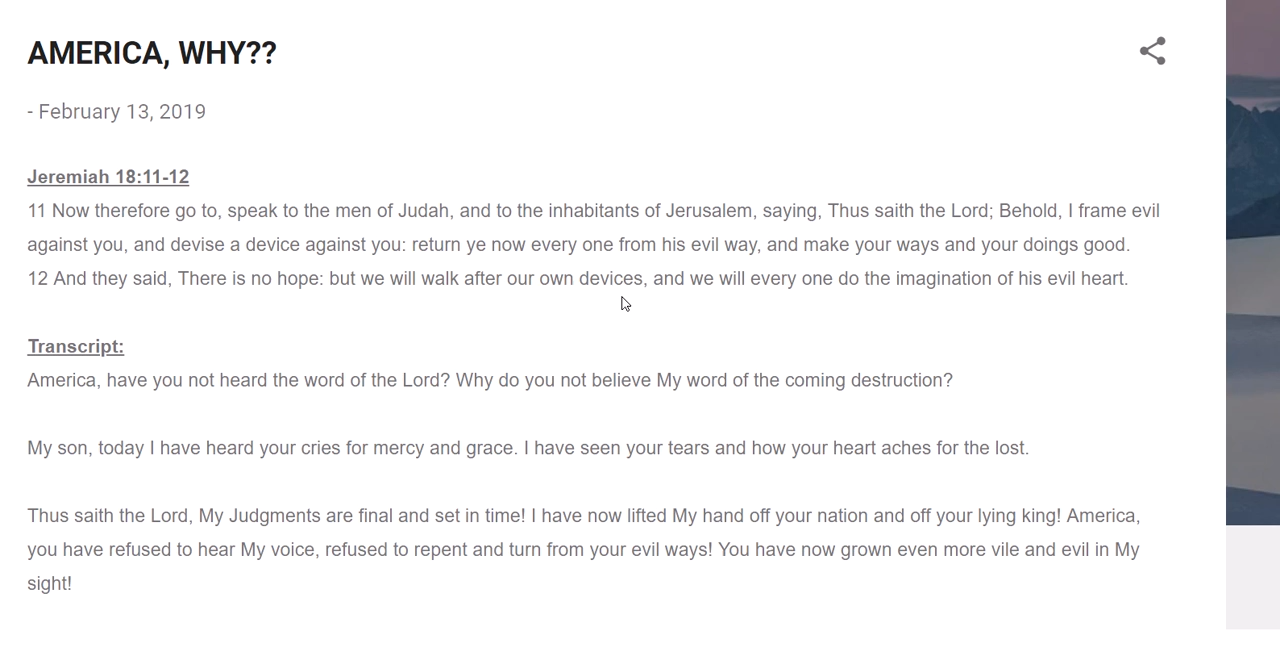 AMERICA, WHY??
- February 13, 2019
Jeremiah 18:11-12
11 Now therefore go to, speak to the men of Judah, and to the inhabitants of Jerusalem, saying, Thus saith the Lord; Behold, I frame evil
against you, and devise a device against you: return ye now every one from his evil way, and make your ways and your doings good.
12 And they said, There is no hope: but we will walk after our own devices, and we will every one do the imagination of his evil heart.
Transcript:
America, have you not heard the word of the Lord? Why do you not believe My word of the coming destruction?
My son, today I have heard your cries for mercy and grace. I have seen your tears and how your heart aches for the lost.
Thus saith the Lord, My Judgments are final and set in time! I have now lifted My hand off your nation and off your lying king! America,
you have refused to hear My voice, refused to repent and turn from your evil ways! You have now grown even more vile and evil in My
sight!